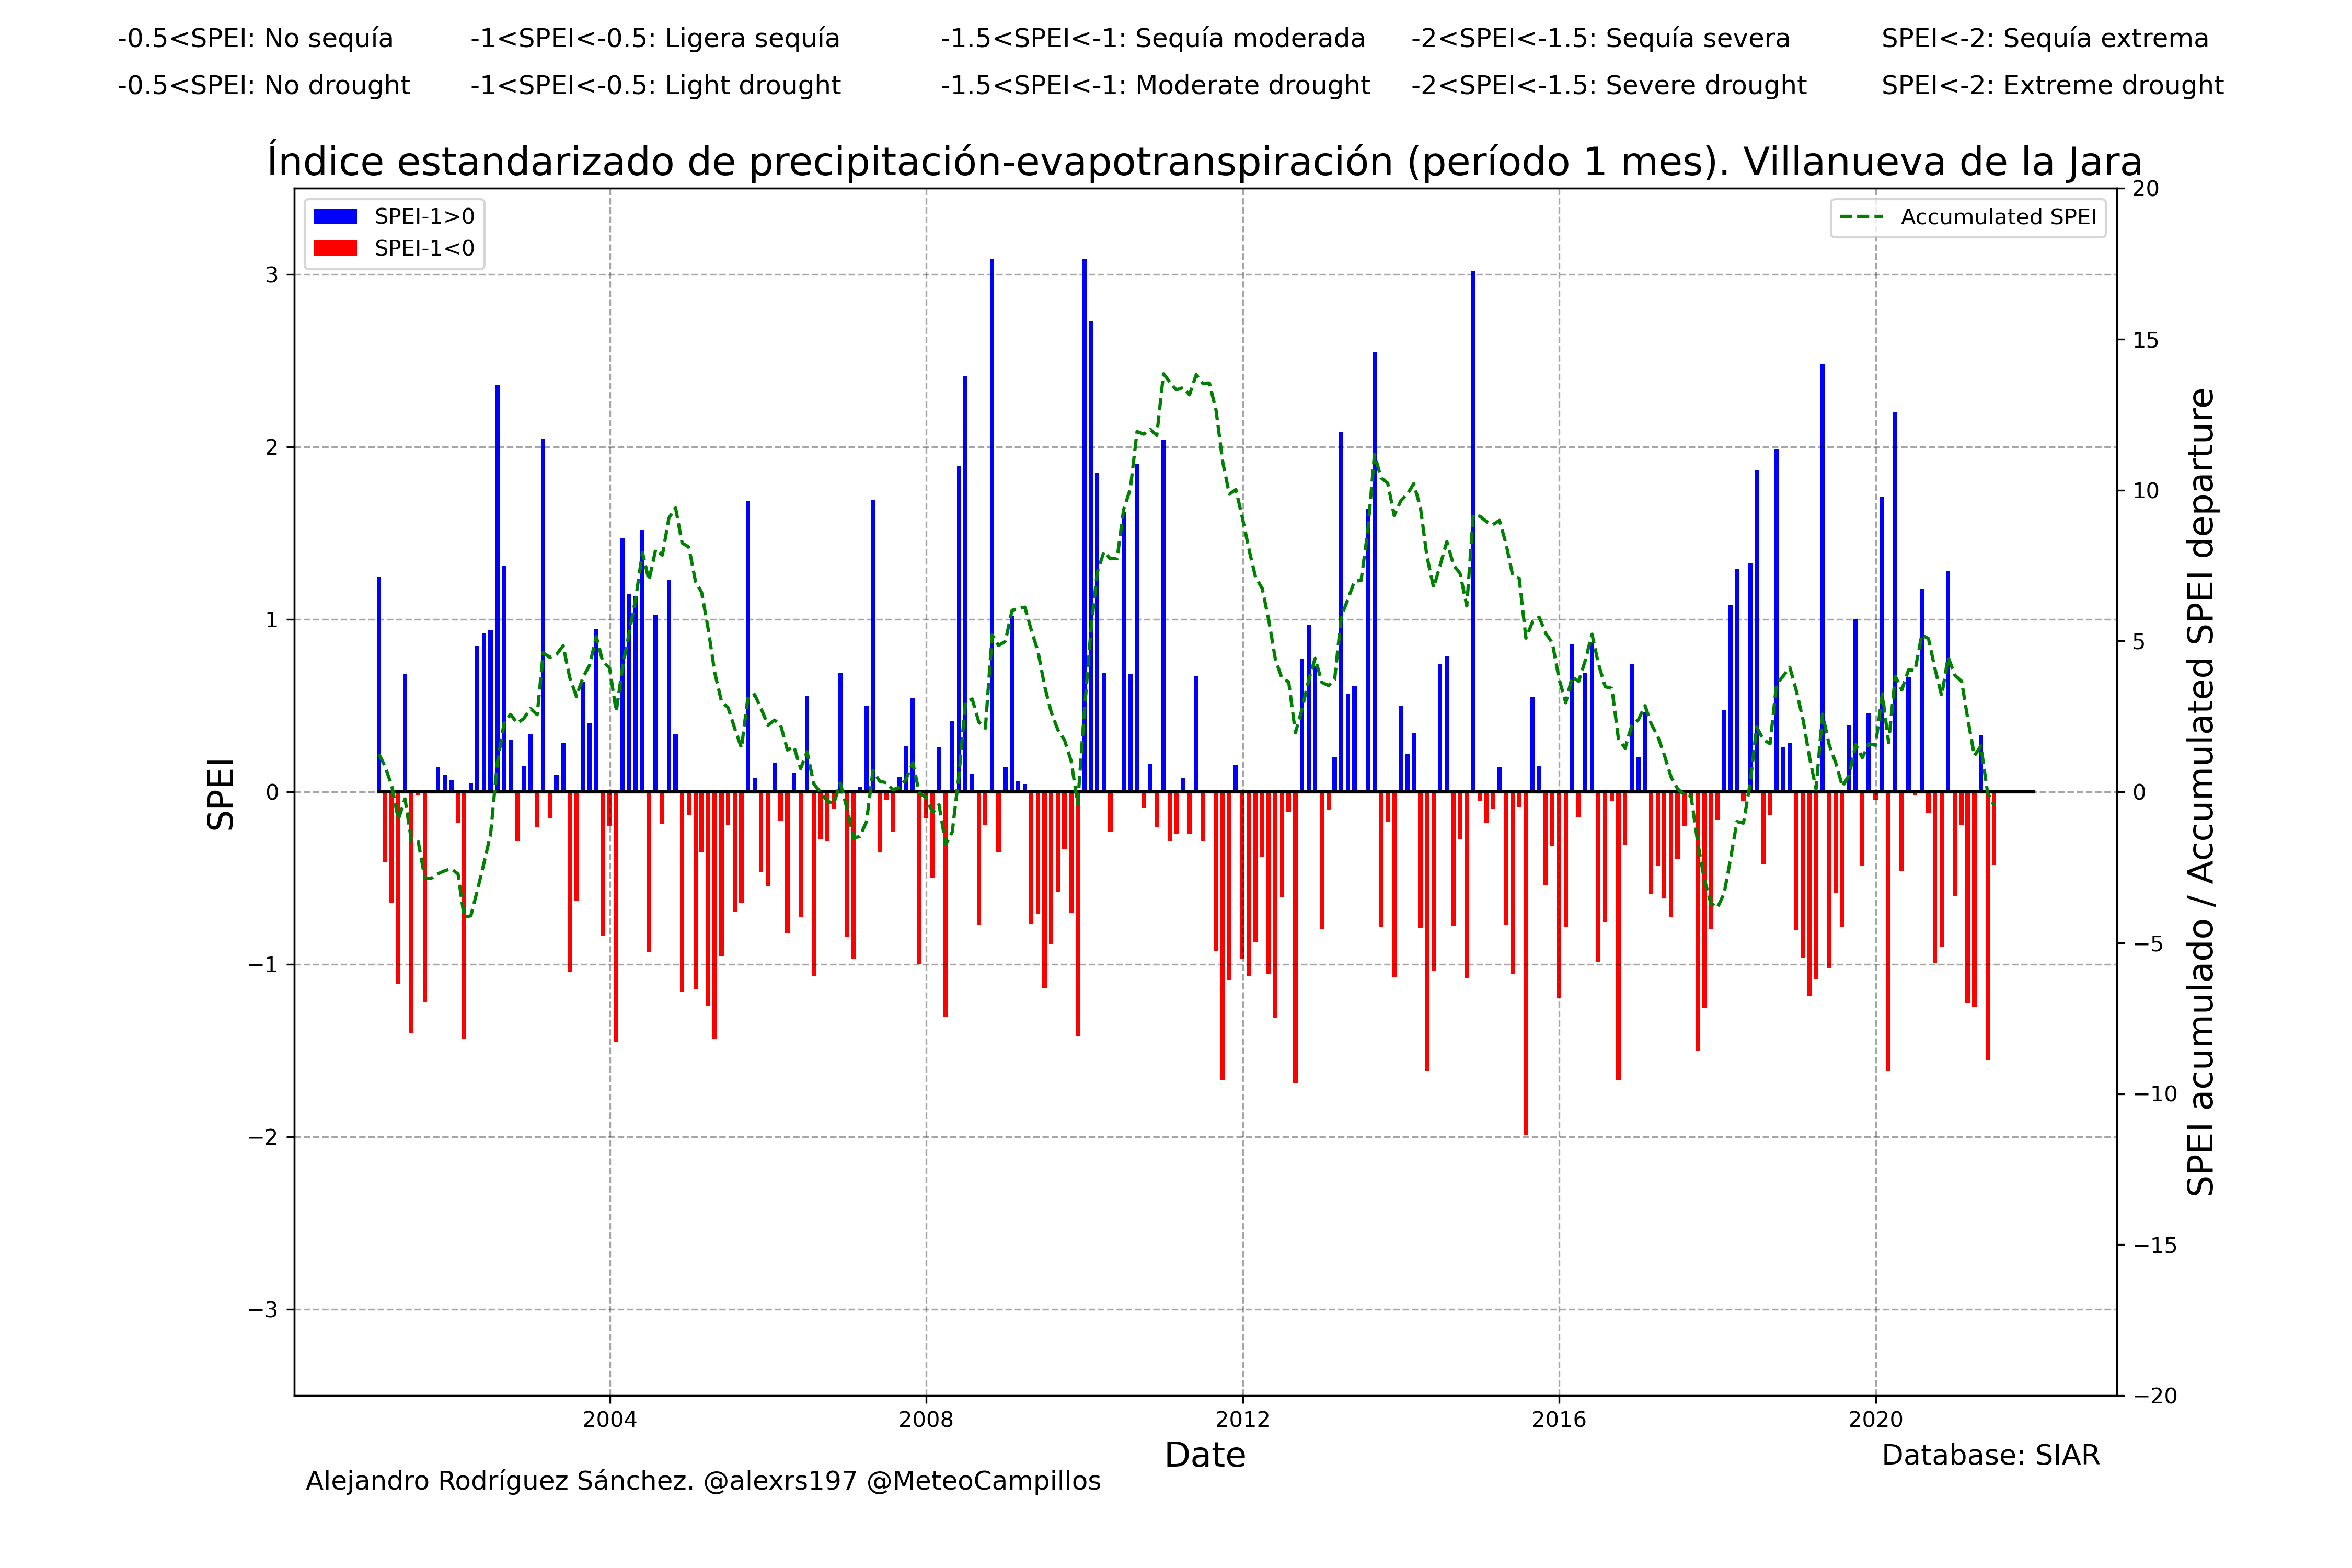 -0.5<SPEI: No sequía -1<SPEI<-0.5: Ligera sequía -1.5<SPEI<-1: Sequía moderada -2<SPEI<-1.5: Sequía severa SPEI<-2: Sequía extrema
-0.5<SPEI: No drought -1<SPEI<-0.5: Light drought -1.5<SPEI<-1: Moderate drought -2<SPEI<-1.5: Severe drought SPEI<-2: Extreme drought
Índice estandarizado de precipitación-evapotranspiración (período 1 mes). Villanueva de la Jara
SPEI-1>0
SPEI-1<0
Accumulated SPEI
SPEI
3
2
1
0
−1
−2
−3
20
15
10
5
0
−5
−10
−15
−20
SPEI acumulado / Accumulated SPEI departure
2004 2008 2012 2016 2020
Date
Database: SIAR
Alejandro Rodríguez Sánchez. @alexrs197 @MeteoCampillos